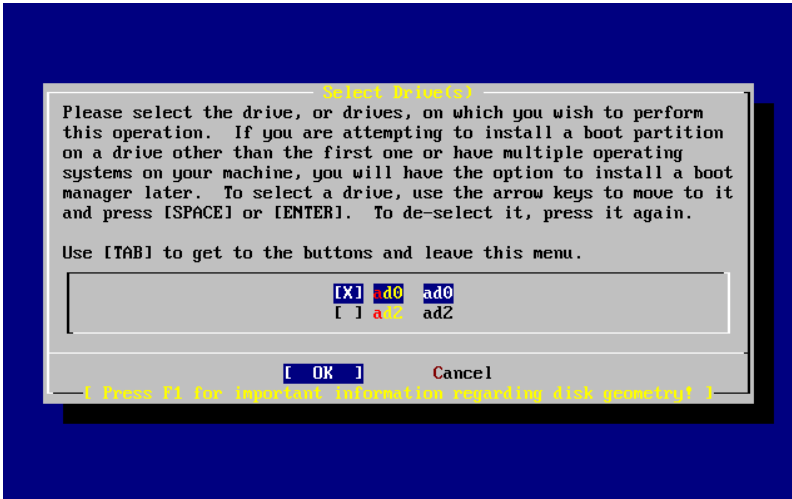 Select Drive(s)
Please select the drive, or drives, on which you wish to perform
this operation.  If you are attempting to install a boot partition
on a drive other than the first one or have multiple operating
systems on your machine, you will have the option to install a boot
manager later.  To select a drive, use the arrow keys to move to it
and press [SPACE] or [ENTER].  To de-select it, press it again.
Use [TAB] to get to the buttons and leave this menu.
[X] ad0 ad0
[ ] ad2 ad2
[ OK ] Cancel
[ Press F1 for important information regarding disk geometry! ]